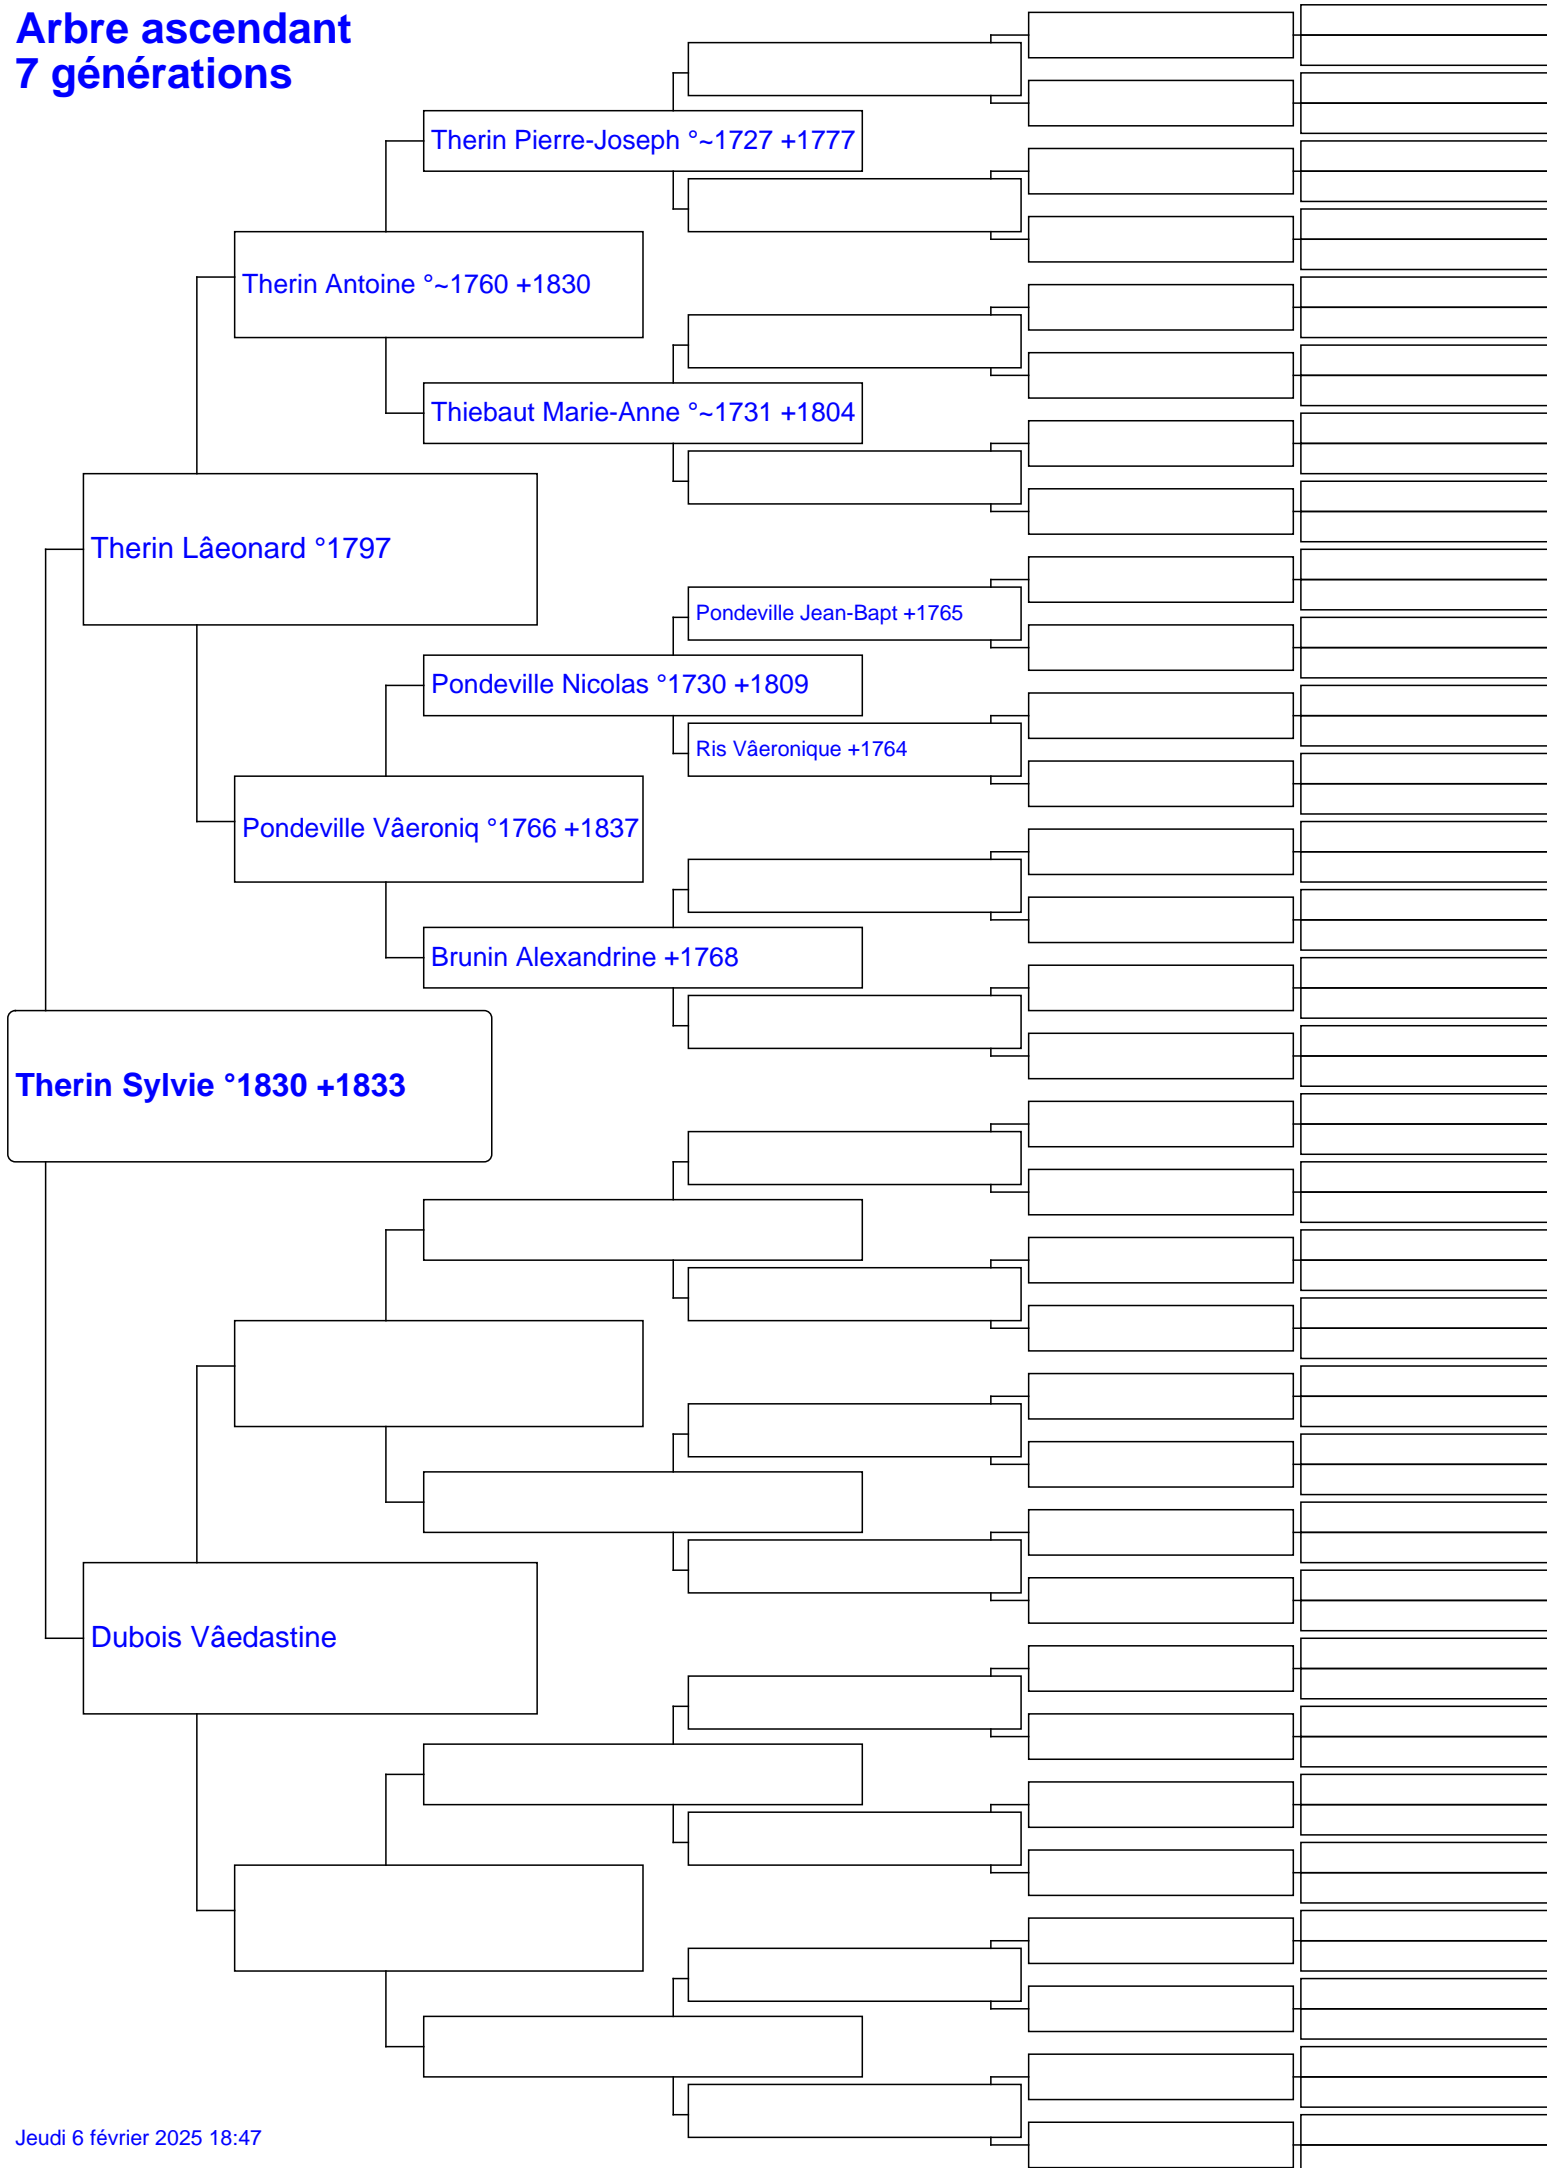 Arbre ascendant
7 générations
Therin Pierre-Joseph °~1727 +1777
Therin Antoine °~1760 +1830
Thiebaut Marie-Anne °~1731 +1804
Therin Lâeonard °1797
Pondeville Jean-Bapt +1765
Pondeville Nicolas °1730 +1809
Ris Vâeronique +1764
Pondeville Vâeroniq °1766 +1837
Brunin Alexandrine +1768
Therin Sylvie °1830 +1833
Dubois Vâedastine
Jeudi 6 février 2025 18:47